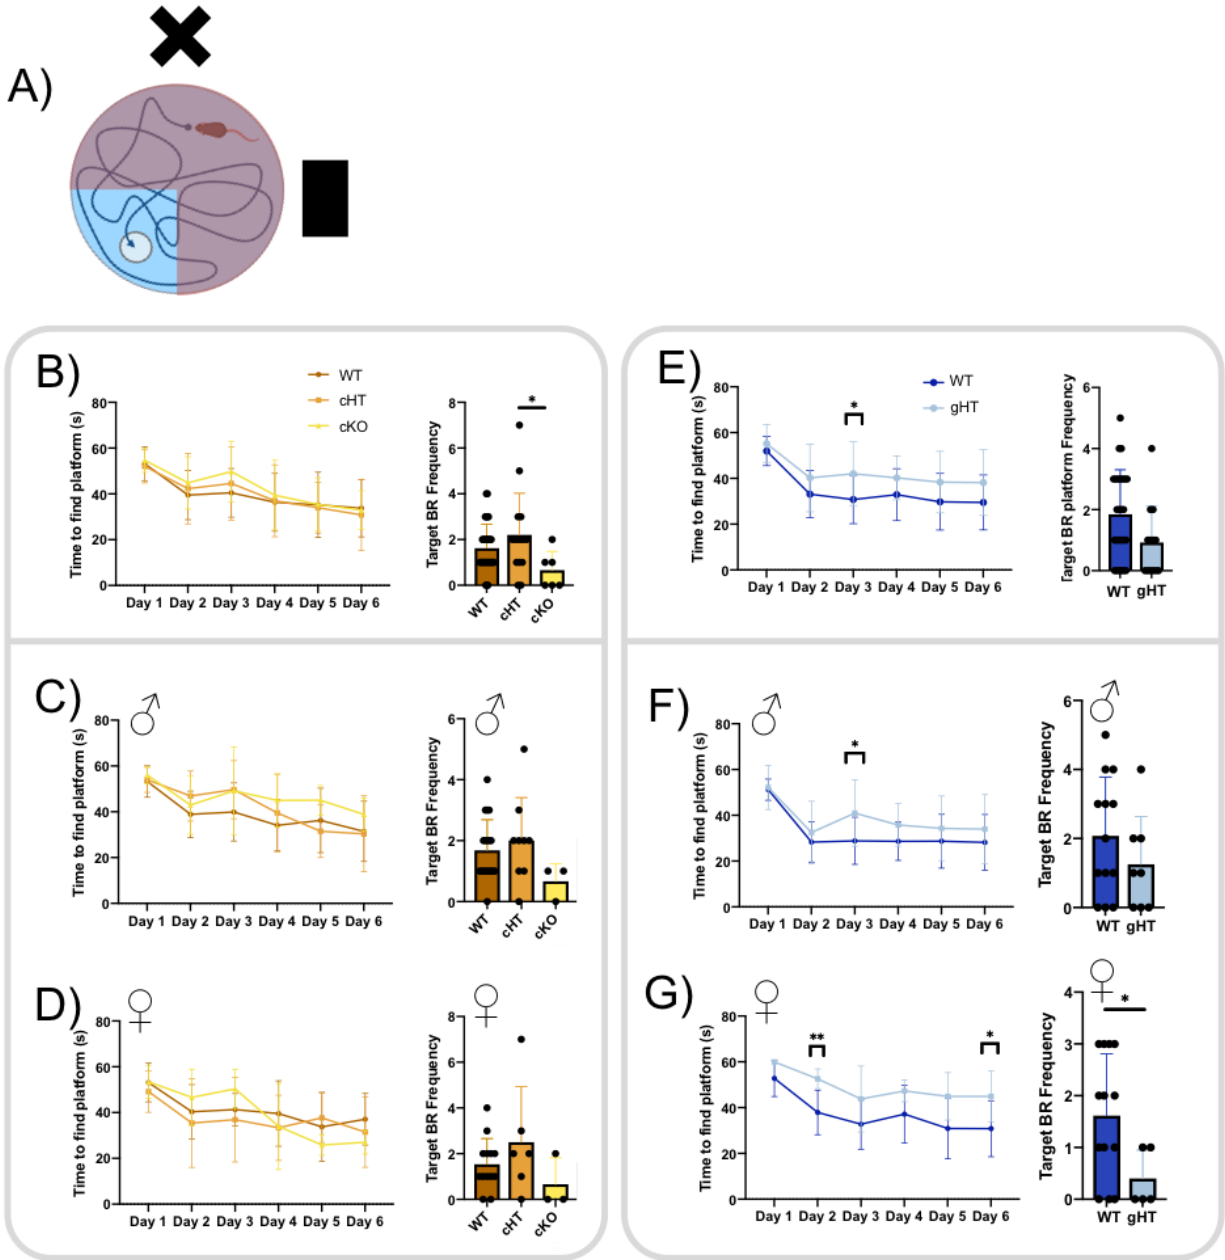 A)
B)
WT
cHT
cKO
Time to find platform (s)
80
60
40
20
0
Day 1 Day 2 Day 3 Day 4 Day 5 Day 6
Target BR Frequency
8
6
4
2
0
*
WT cHT cKO
C)
Time to find platform (s)
80
60
40
20
0
Day 1 Day 2 Day 3 Day 4 Day 5 Day 6
Target BR Frequency
6
4
2
0
WT cHT cKO
D)
Time to find platform (s)
80
60
40
20
0
Day 1 Day 2 Day 3 Day 4 Day 5 Day 6
Target BR Frequency
8
6
4
2
0
WT cHT cKO
E)
WT
gHT
Time to find platform (s)
80
60
40
20
0
*
Day 1 Day 2 Day 3 Day 4 Day 5 Day 6
Target BR platform Frequency
6
4
2
0
WT gHT
F)
Time to find platform (s)
80
60
40
20
0
*
Day 1 Day 2 Day 3 Day 4 Day 5 Day 6
Target BR Frequency
6
4
2
0
WT gHT
G)
Time to find platform (s)
80
60
40
20
0
**
*
Day 1 Day 2 Day 3 Day 4 Day 5 Day 6
Target BR Frequency
4
3
2
1
0
*
WT gHT